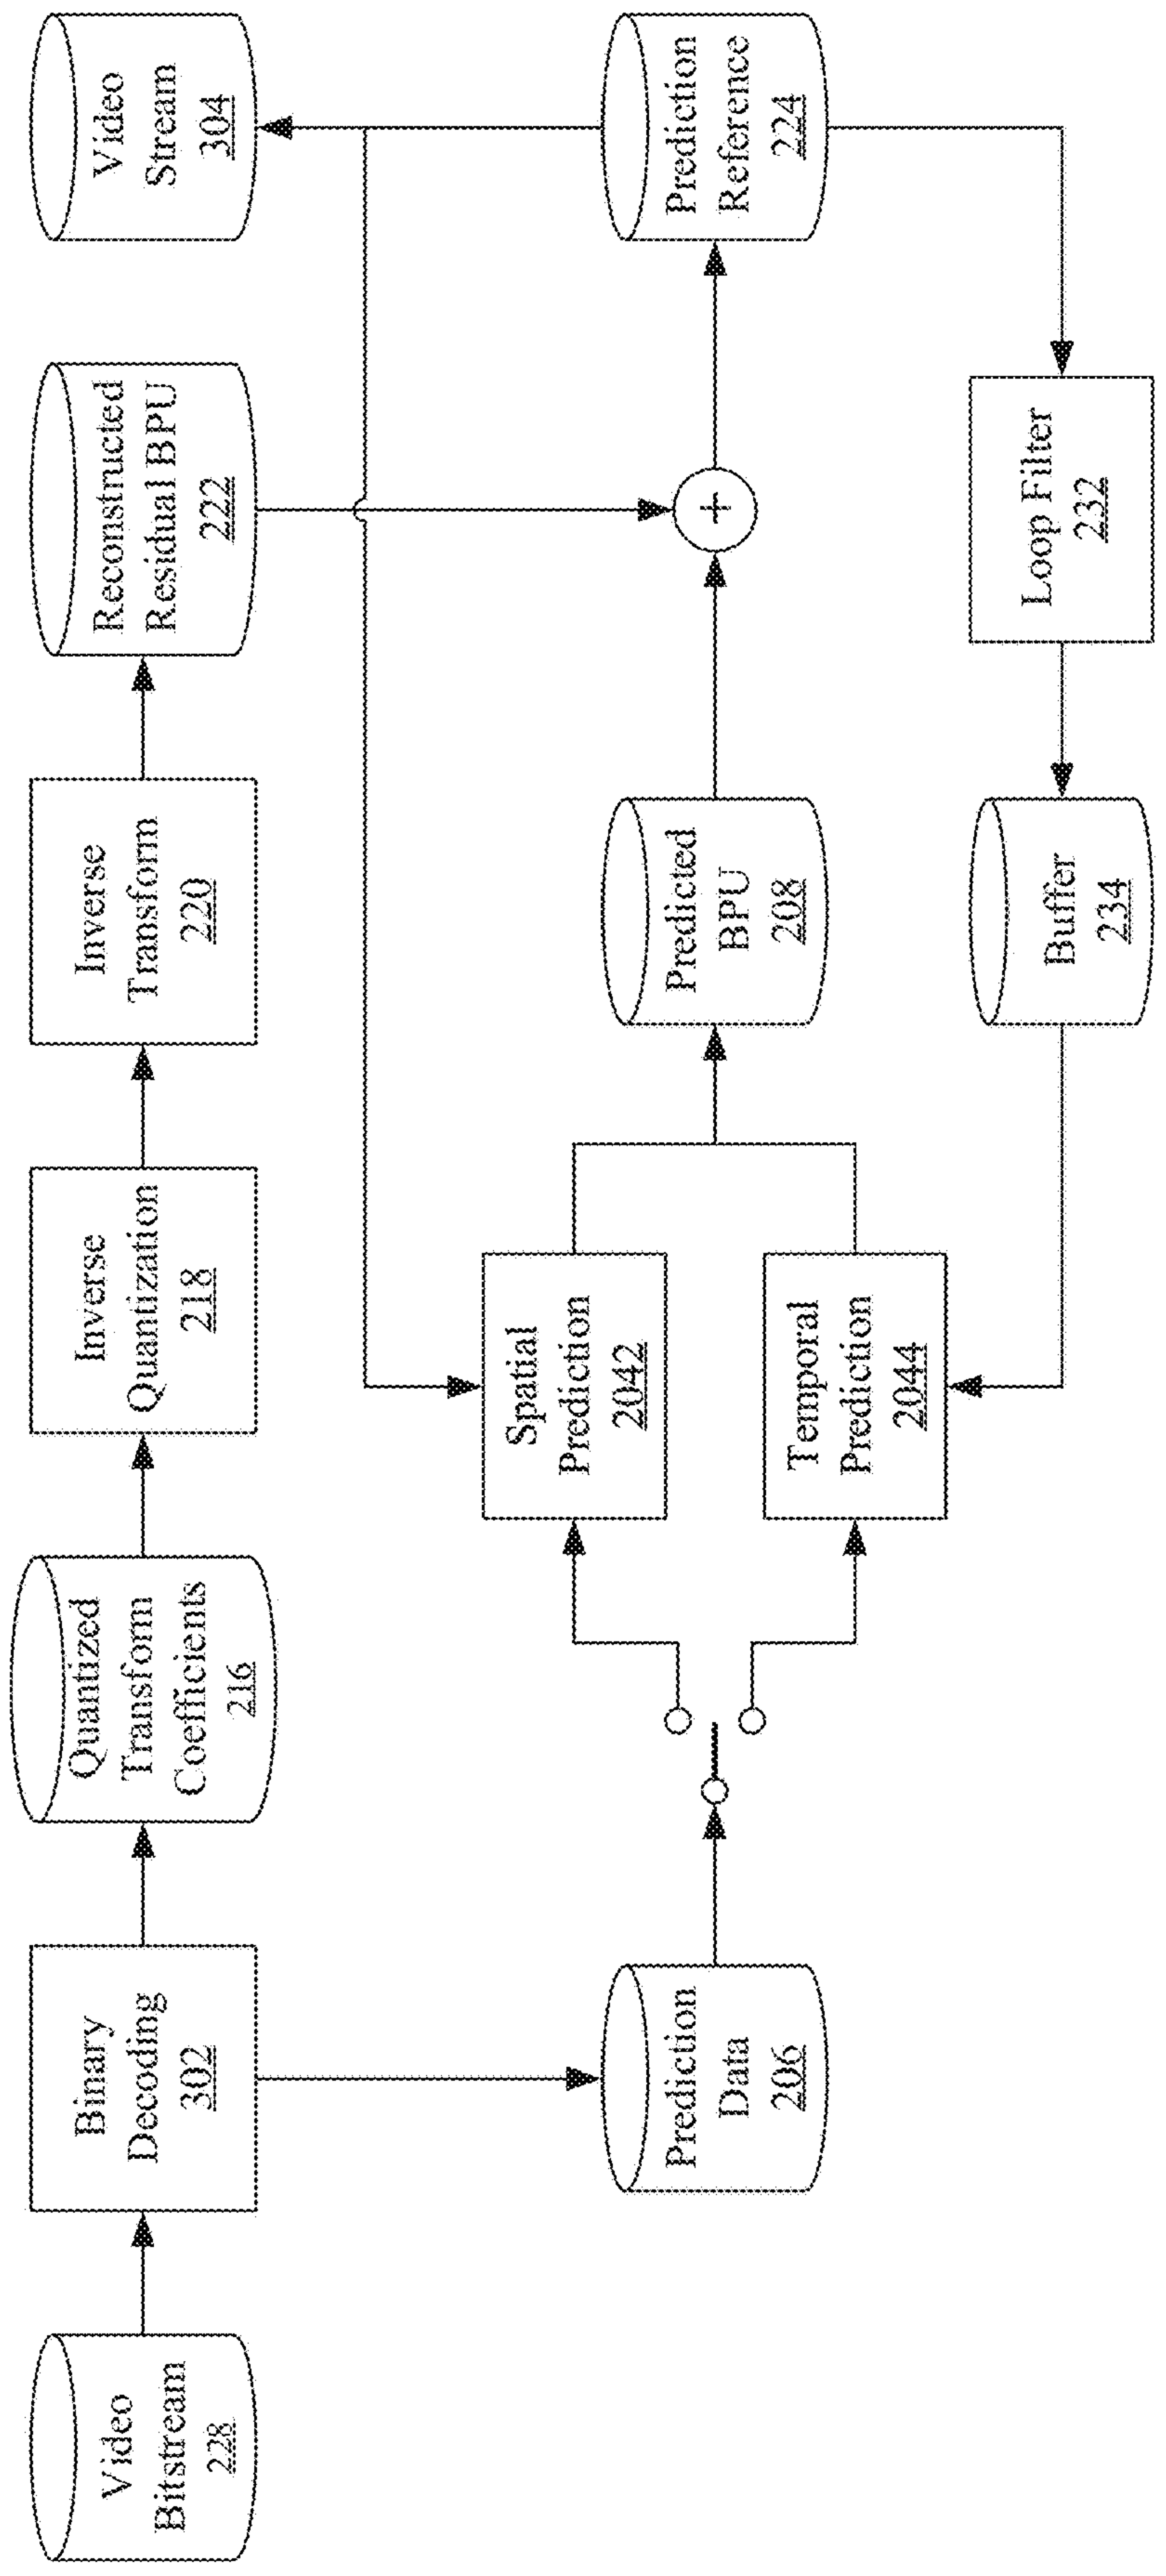 Video
Bitstream
228
Binary
Decoding
302
Quantized
Transform
Coefficients
216
Inverse
Quantization
218
Inverse
Transform
220
Reconstructed
Residual BPU
222
Video
Stream
304
Prediction
Data
206
Spatial
Prediction
2042
Temporal
Prediction
2044
Predicted
BPU
208
+
Prediction
Reference
224
Buffer
234
Loop Filter
232